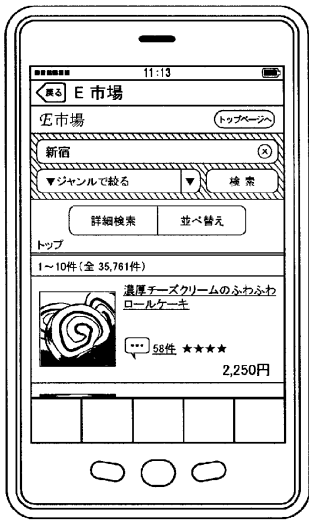 11:13
戻る E 市場
E市場 トップページへ
新宿
▼ジャンルで絞る ▼ 検 索
詳細検索 並べ替え
トップ
1～10件(全 35,761件)
濃厚チーズクリームのふわふわ
ロールケーキ
58件 ★★★★
2,250円